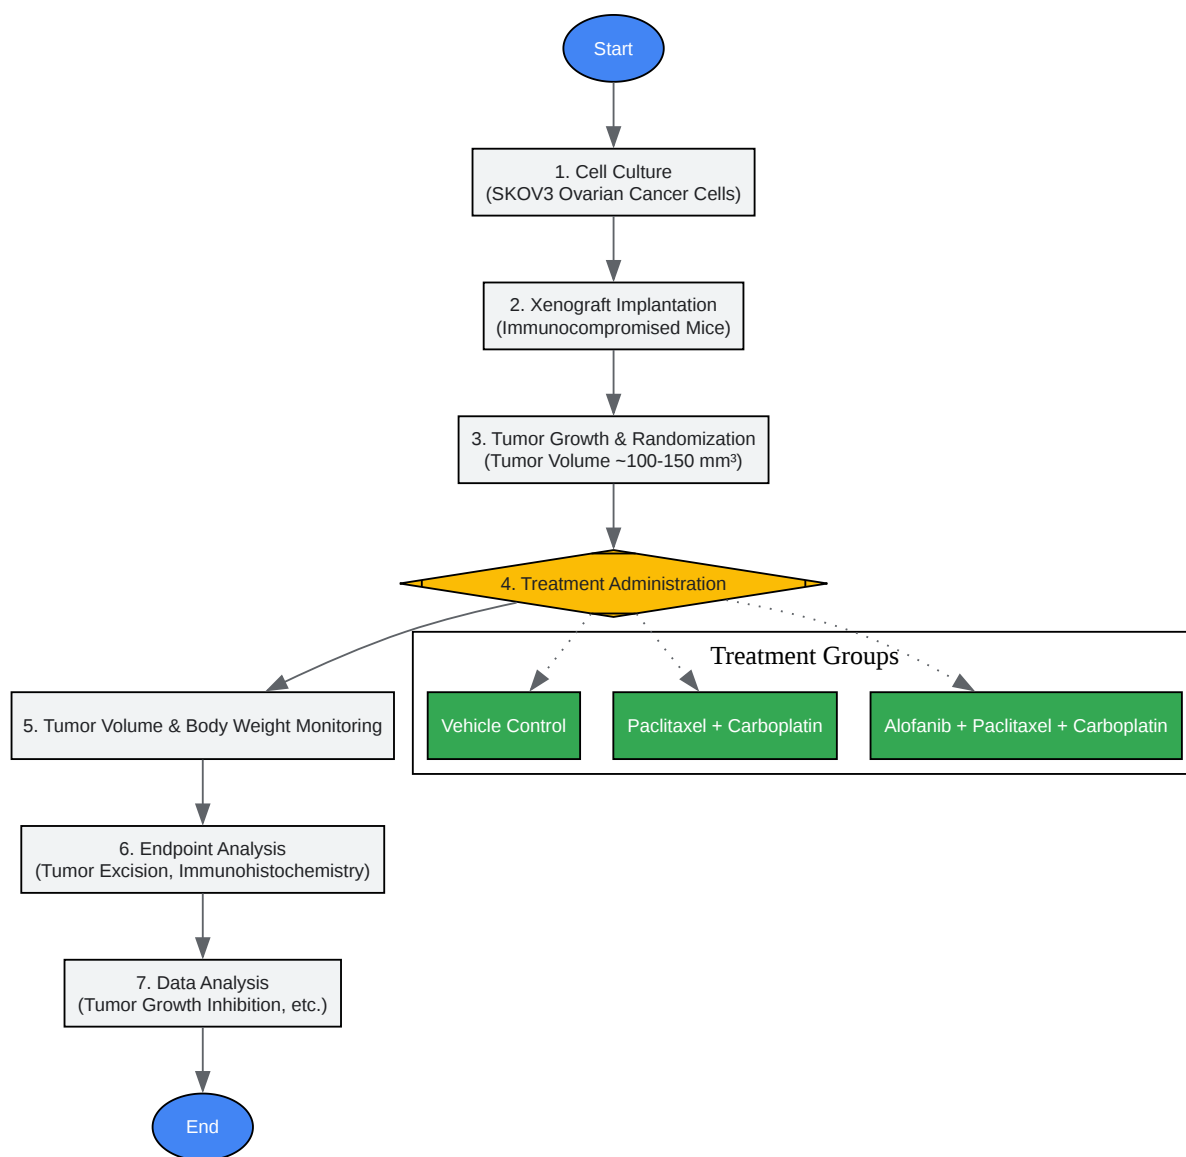 Start
1. Cell Culture
(SKOV3 Ovarian Cancer Cells)
2. Xenograft Implantation
(Immunocompromised Mice)
3. Tumor Growth & Randomization
(Tumor Volume ~100-150 mm³)
4. Treatment Administration
Treatment Groups
5. Tumor Volume & Body Weight Monitoring
Vehicle Control
Paclitaxel + Carboplatin
Alofanib + Paclitaxel + Carboplatin
6. Endpoint Analysis
(Tumor Excision, Immunohistochemistry)
7. Data Analysis
(Tumor Growth Inhibition, etc.)
End